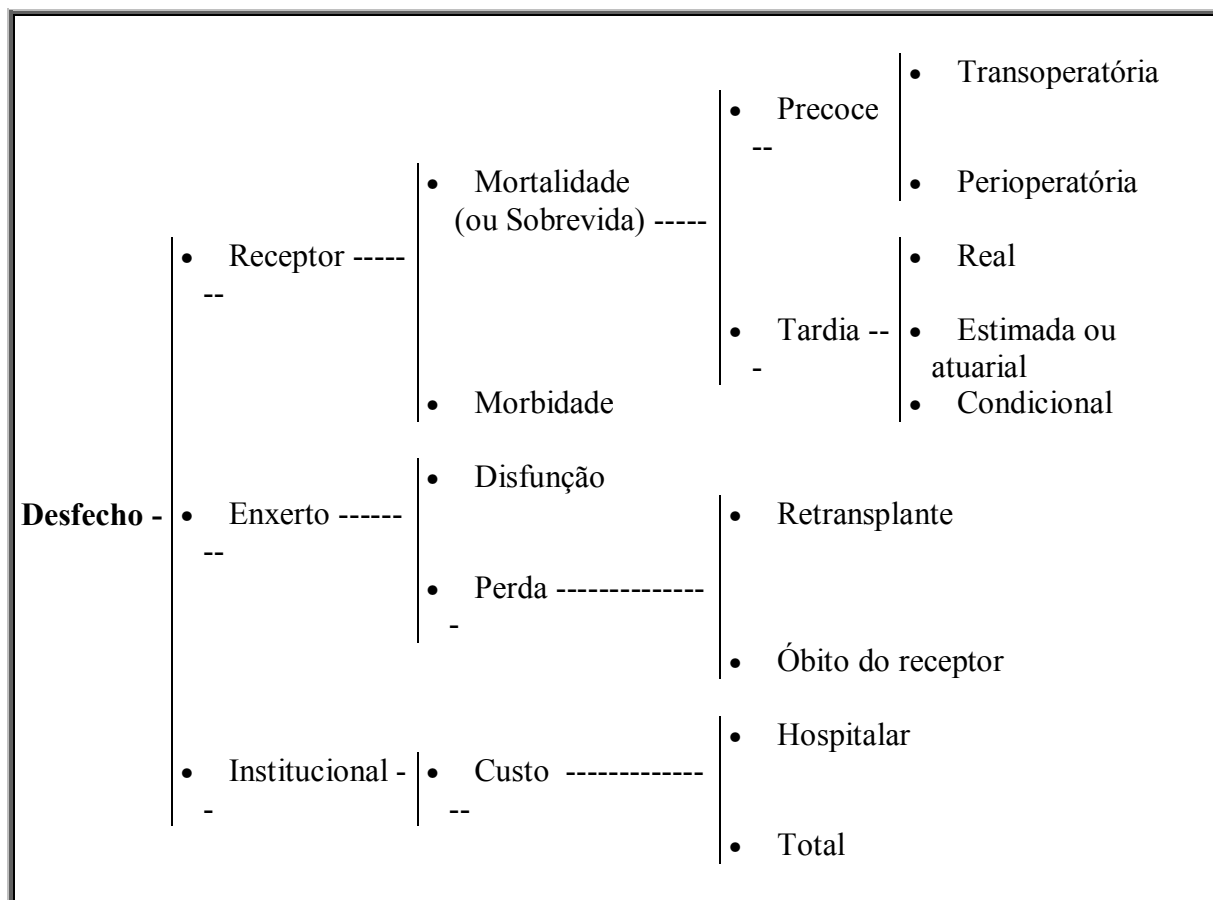 • Transoperatória
• Precoce
--
• Mortalidade
(ou Sobrevida) -----
• Perioperatória
• Receptor -----
--
• Real
• Tardia --
-
• Estimada ou
atuarial
• Morbidade
• Condicional
• Disfunção
Desfecho -
• Enxerto ------
--
• Retransplante
• Perda --------------
-
• Óbito do receptor
• Hospitalar
• Institucional -
-
• Custo -------------
--
• Total